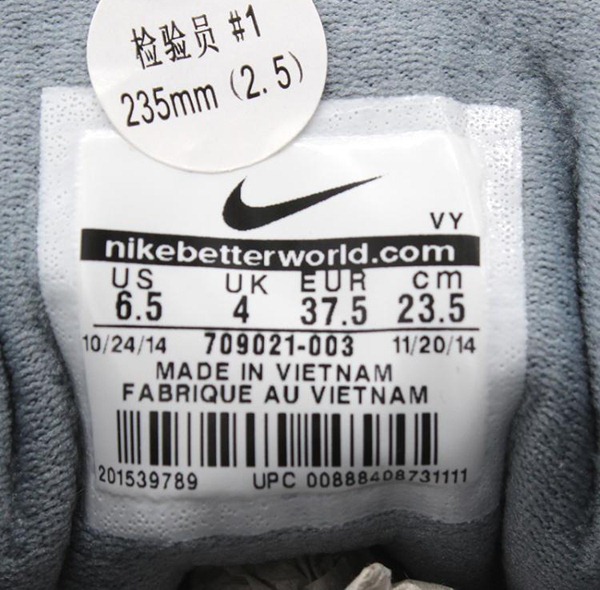 检验员 #1
235mm (2.5)
VY
nikebetterworld.com
US UK EUR cm
6.5 4 37.5 23.5
10/24/14 709021-003 11/20/14
MADE IN VIETNAM
FABRIQUE AU VIETNAM
201539789 UPC 00888408731111